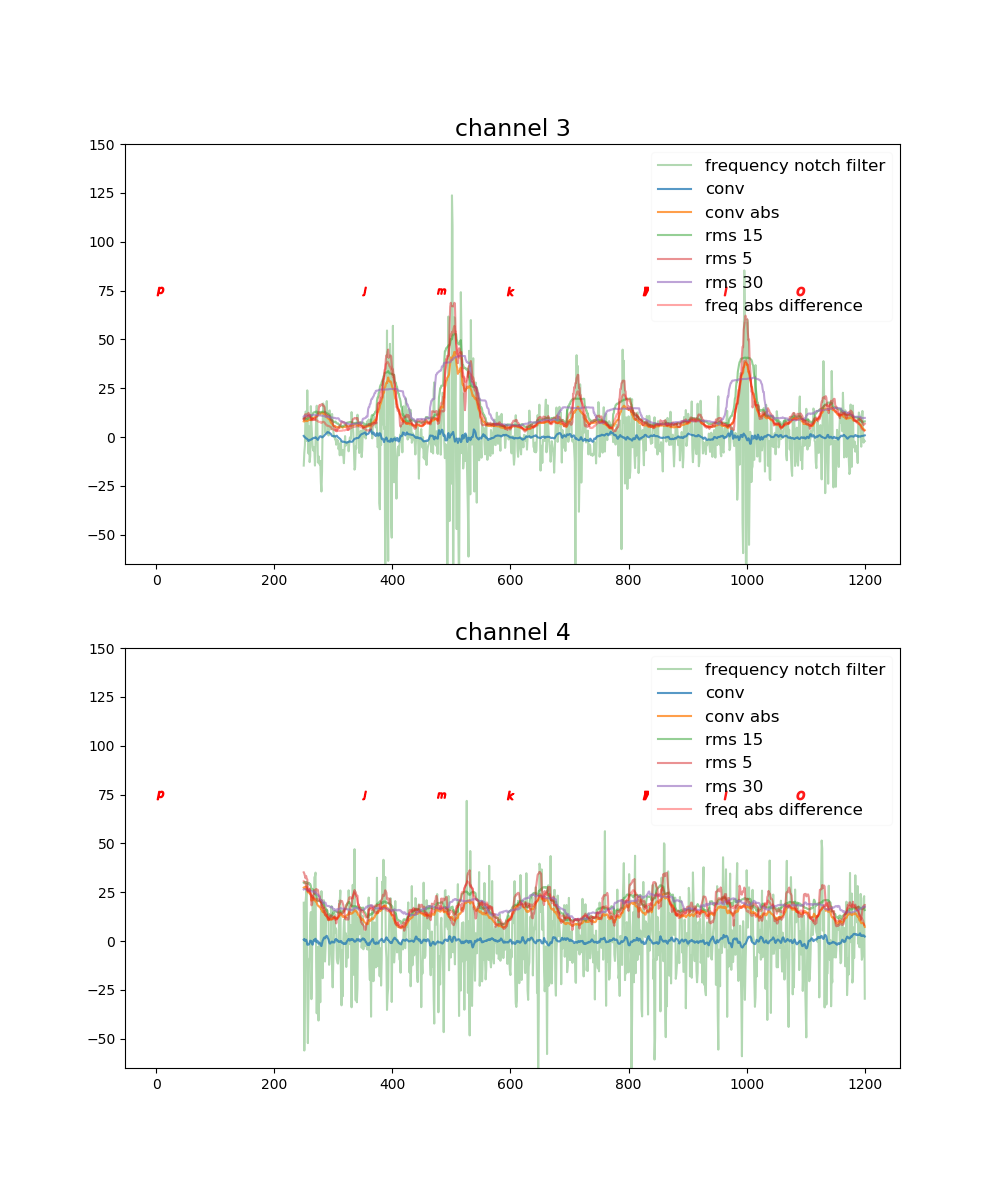 channel 3
150
125
100
75
50
25
0
−25
−50
frequency notch filter
conv
conv abs
rms 15
rms 5
rms 30
freq abs difference
p
m
k
o
0 200 400 600 800 1000 1200
channel 4
150
125
100
75
50
25
0
−25
−50
frequency notch filter
conv
conv abs
rms 15
rms 5
rms 30
freq abs difference
p
m
k
o
0 200 400 600 800 1000 1200